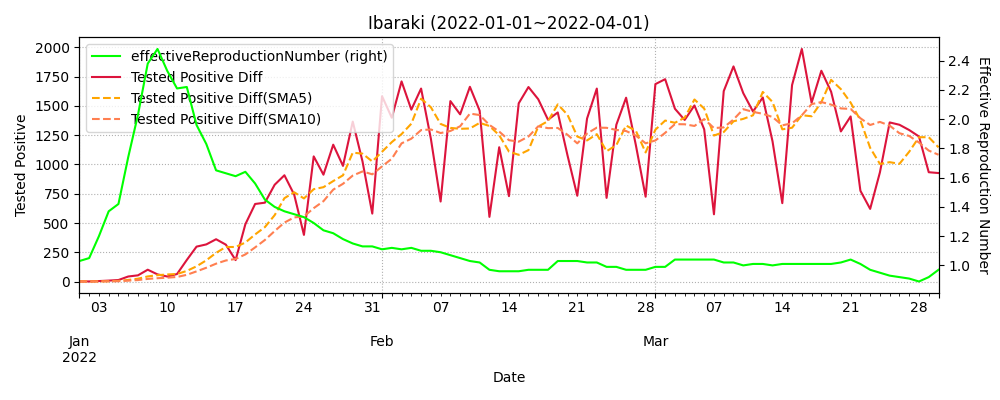 Ibaraki (2022-01-01~2022-04-01)
effectiveReproductionNumber (right)
Tested Positive Diff
Tested Positive Diff(SMA5)
Tested Positive Diff(SMA10)
Tested Positive
2000
1750
1500
1250
1000
750
500
250
0
Effective Reproduction Number
2.4
2.2
2.0
1.8
1.6
1.4
1.2
1.0
03 10 17 24 31 07 14 21 28 07 14 21 28
Jan Feb Mar
2022
Date